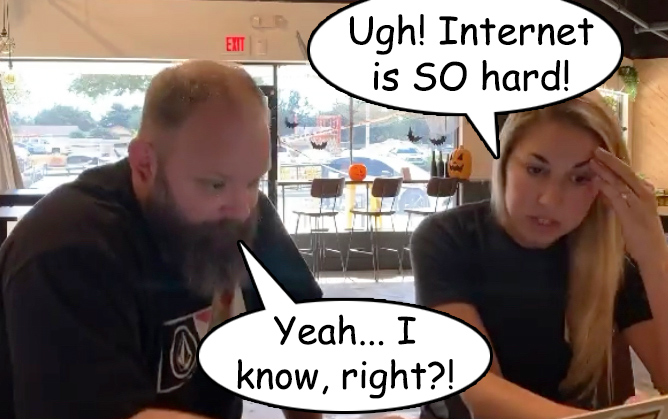 Ugh! Internet
is SO hard!
EXIT
Yeah... I
know, right?!